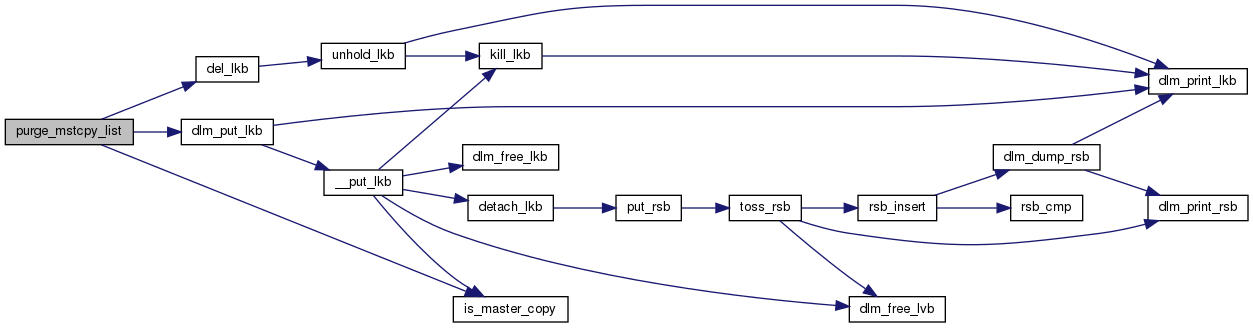 purge_mstcpy_list
del_lkb
dlm_put_lkb
unhold_lkb
__put_lkb
kill_lkb
dlm_free_lkb
detach_lkb
is_master_copy
put_rsb
toss_rsb
rsb_insert
dlm_free_lvb
dlm_dump_rsb
rsb_cmp
dlm_print_lkb
dlm_print_rsb